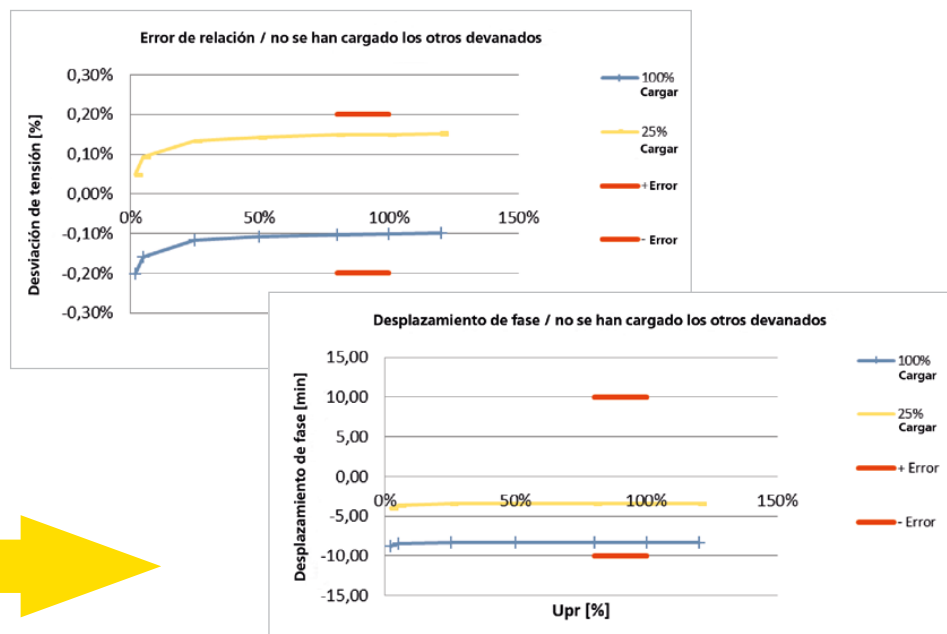 Error de relación / no se han cargado los otros devanados
Desviación de tensión [%]
0,30%
0,20%
0,10%
0,00%
-0,10%
-0,20%
-0,30%
0%
50%
100%
150%
100%
Cargar
25%
Cargar
+Error
- Error
Desplazamiento de fase / no se han cargado los otros devanados
Desplazamiento de fase [min]
15,00
10,00
5,00
0,00
-5,00
-10,00
-15,00
0%
50%
100%
150%
Upr [%]
100%
Cargar
25%
Cargar
+ Error
- Error